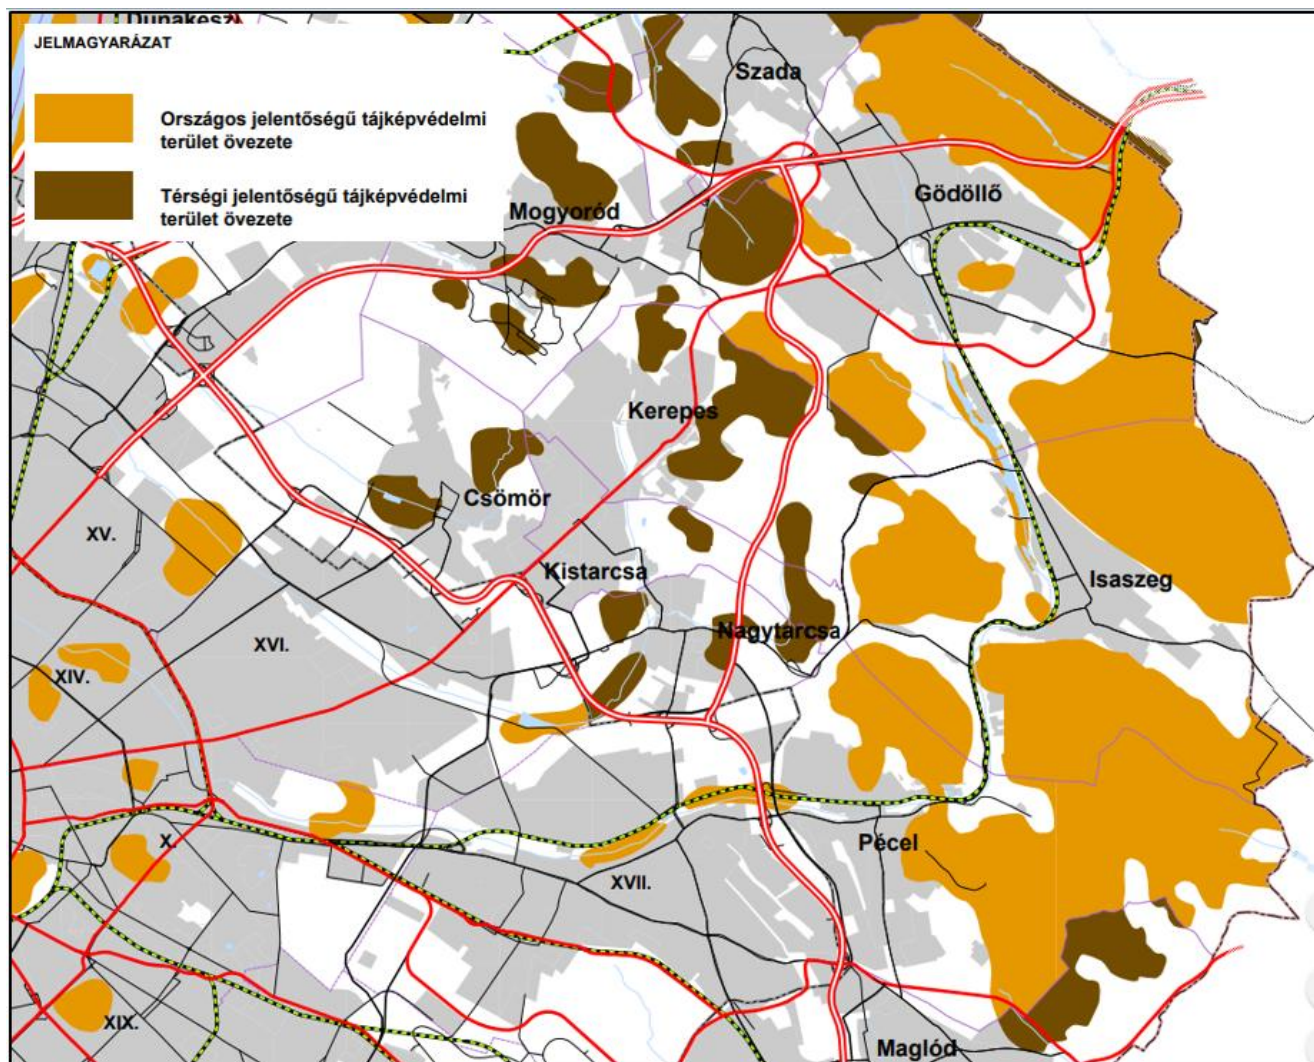 Dunakeszi
JELMAGYARÁZAT
Országos jelentőségű tájképvédelmi
terület övezete
Térségi jelentőségű tájképvédelmi
terület övezete
Szada
Gödöllő
Mogyoród
Kerepes
Csömör
XV.
Kistarcsa
Isaszeg
Nagytarcsa
XVI.
XIV.
X.
Pécel
XVII.
XIX.
Maglód